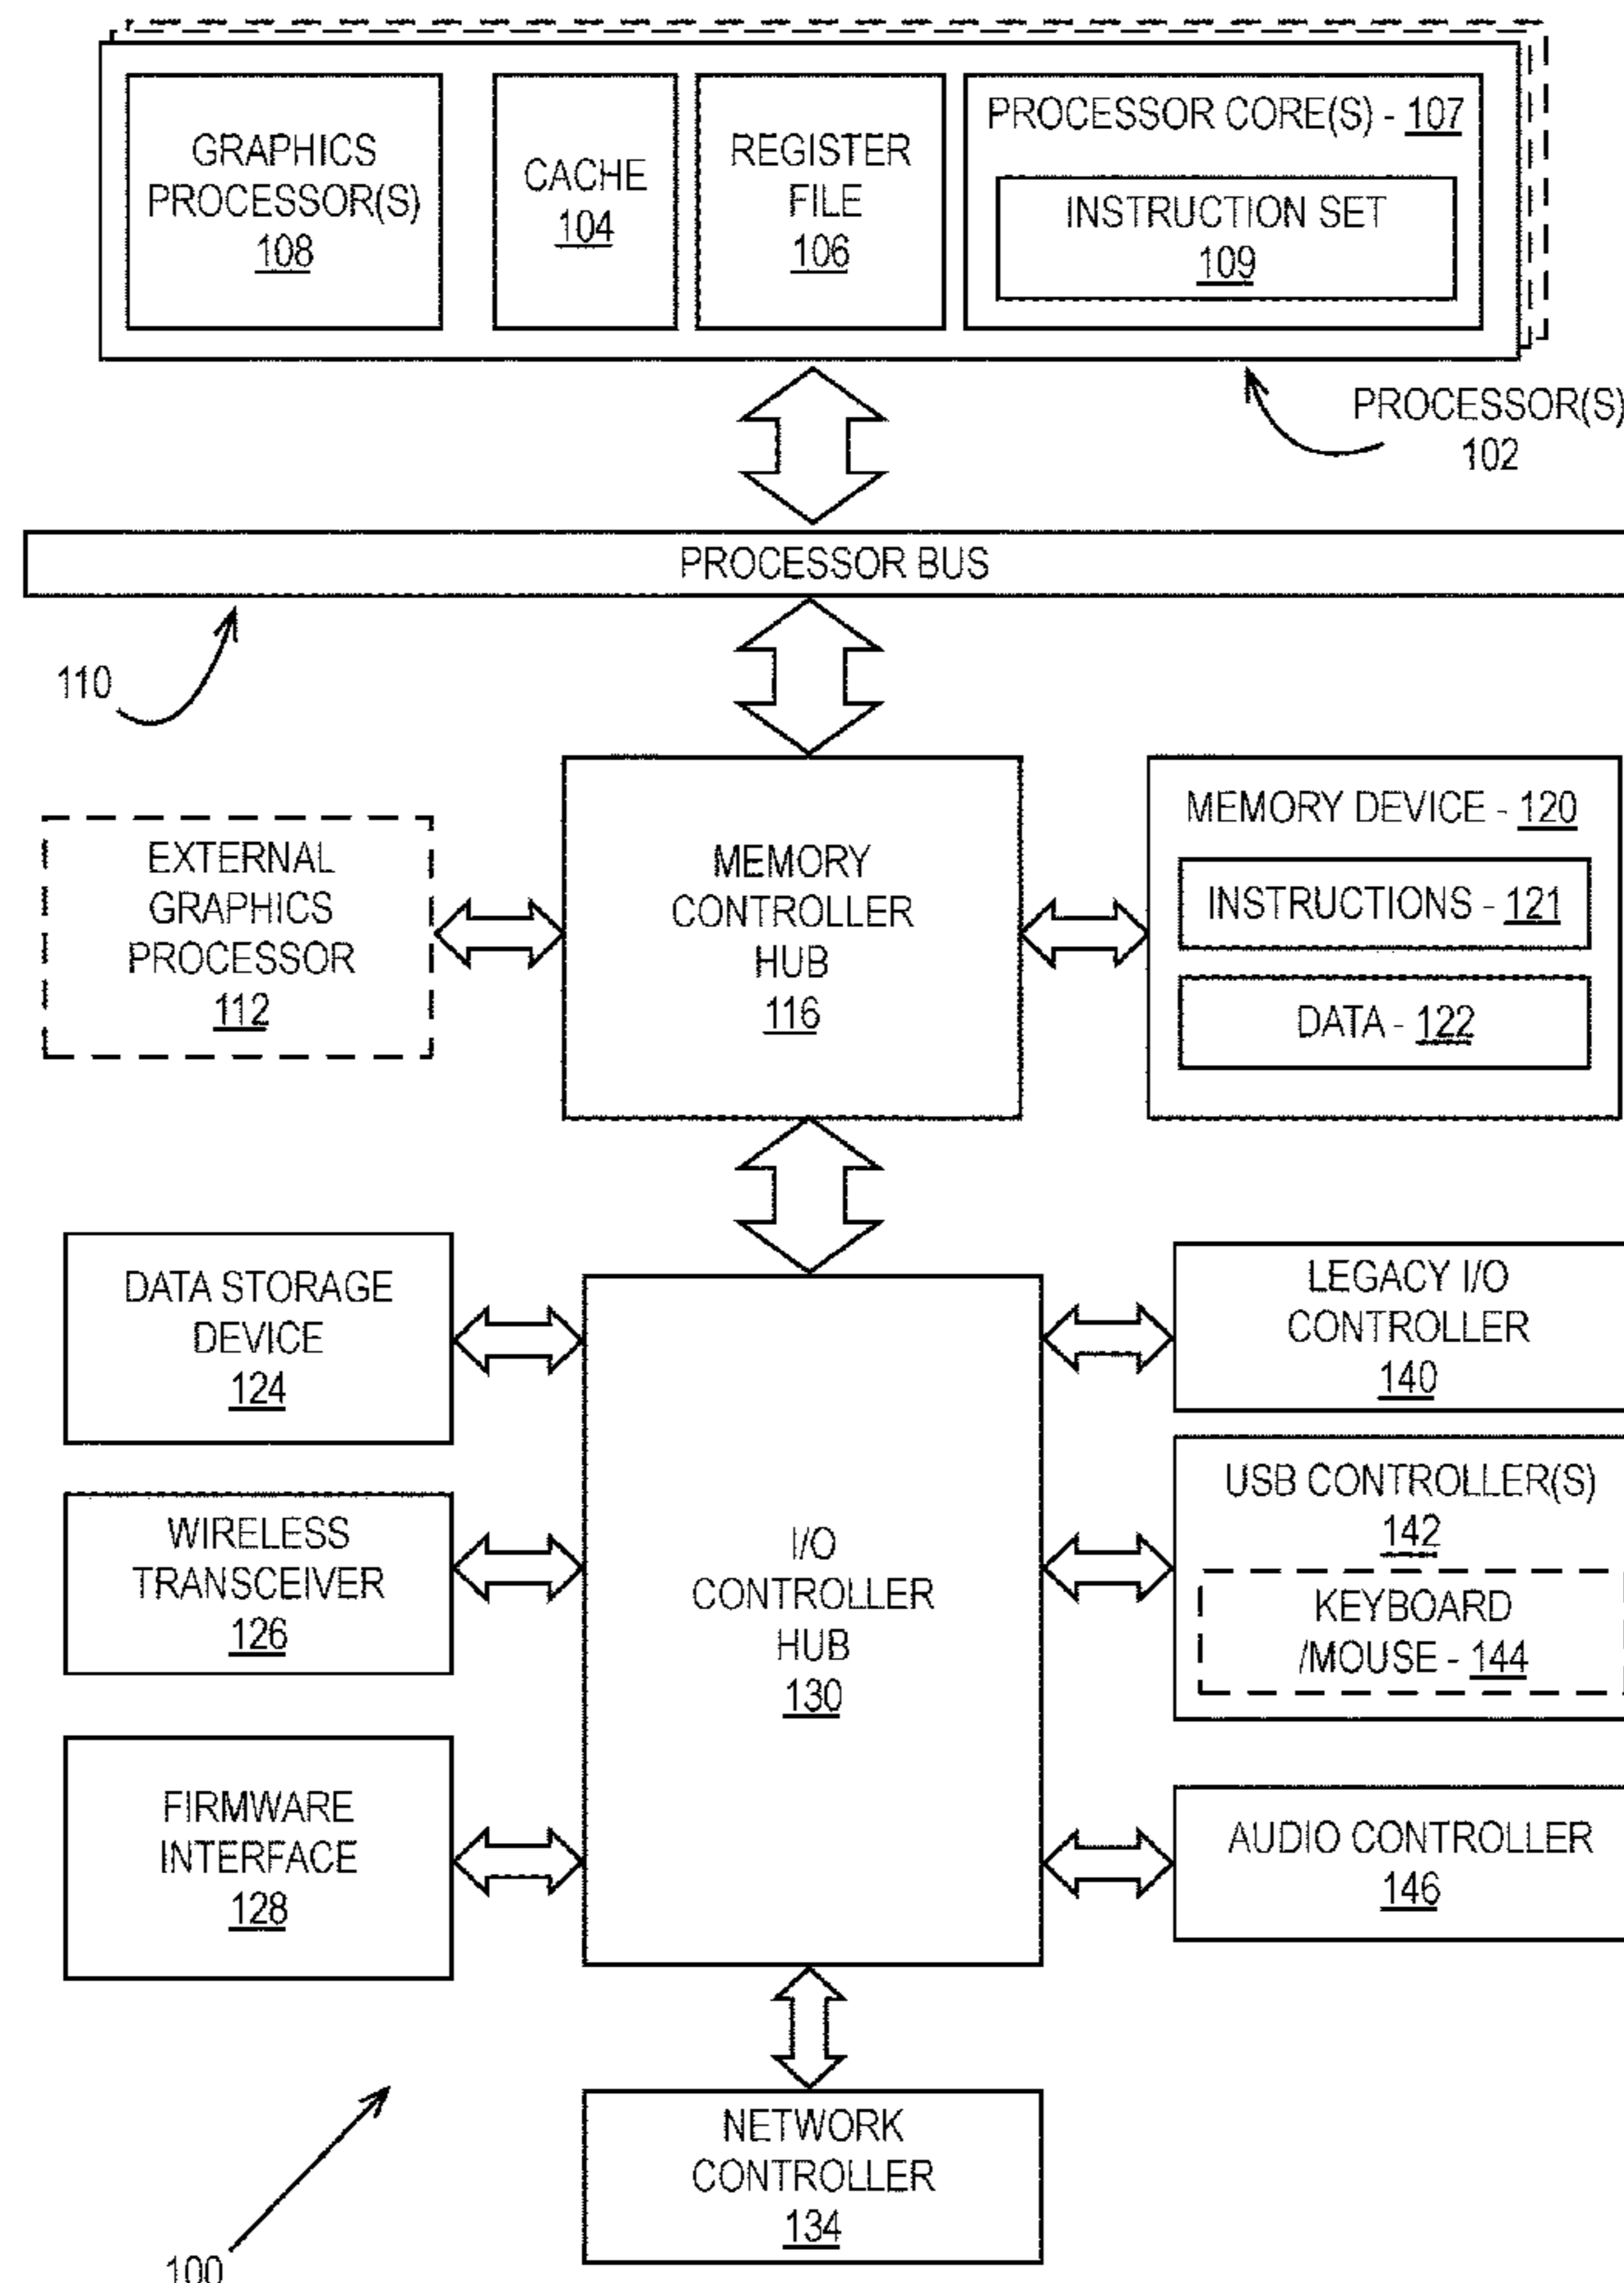 GRAPHICS
PROCESSOR(S)
108
CACHE
104
REGISTER
FILE
106
PROCESSOR CORE(S) - 107
INSTRUCTION SET
109
PROCESSOR(S)
102
PROCESSOR BUS
110
EXTERNAL
GRAPHICS
PROCESSOR
112
MEMORY
CONTROLLER
HUB
116
MEMORY DEVICE - 120
INSTRUCTIONS - 121
DATA - 122
DATA STORAGE
DEVICE
124
WIRELESS
TRANSCEIVER
126
FIRMWARE
INTERFACE
128
I/O
CONTROLLER
HUB
130
LEGACY I/O
CONTROLLER
140
USB CONTROLLER(S)
142
KEYBOARD
/MOUSE - 144
AUDIO CONTROLLER
146
NETWORK
CONTROLLER
134
100